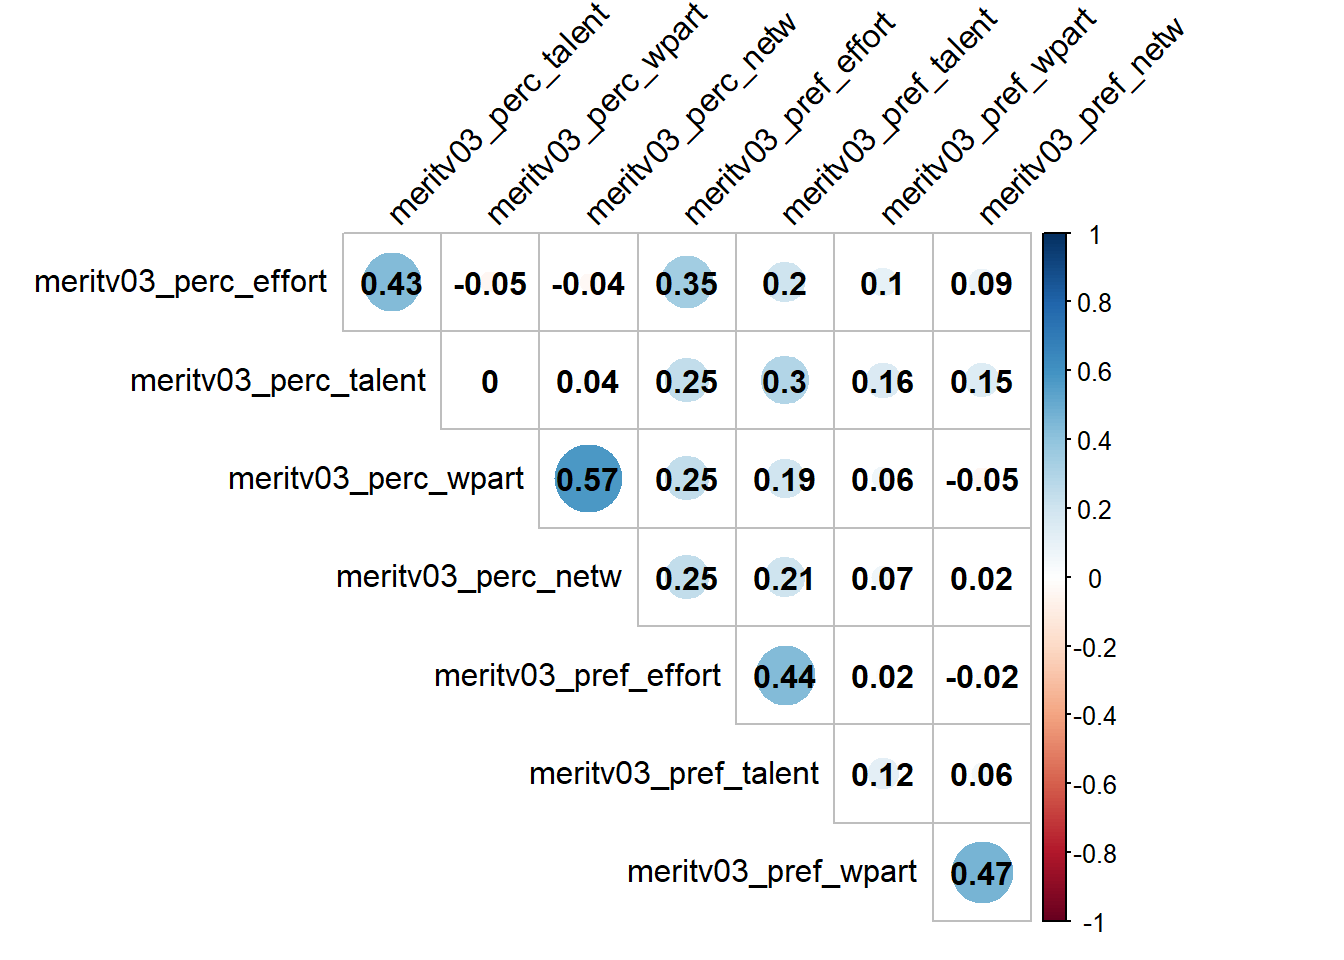 meritv03_perc_talent
meritv03_perc_wpart
meritv03_perc_netw
meritv03_pref_effort
meritv03_pref_talent
meritv03_pref_wpart
meritv03_pref_netw
meritv03_perc_effort 0.43 -0.05 -0.04 0.35 0.2 0.1 0.09
meritv03_perc_talent 0 0.04 0.25 0.3 0.16 0.15
meritv03_perc_wpart 0.57 0.25 0.19 0.06 -0.05
meritv03_perc_netw 0.25 0.21 0.07 0.02
meritv03_pref_effort 0.44 0.02 -0.02
meritv03_pref_talent 0.12 0.06
meritv03_pref_wpart 0.47
1
0.8
0.6
0.4
0.2
0
-0.2
-0.4
-0.6
-0.8
-1